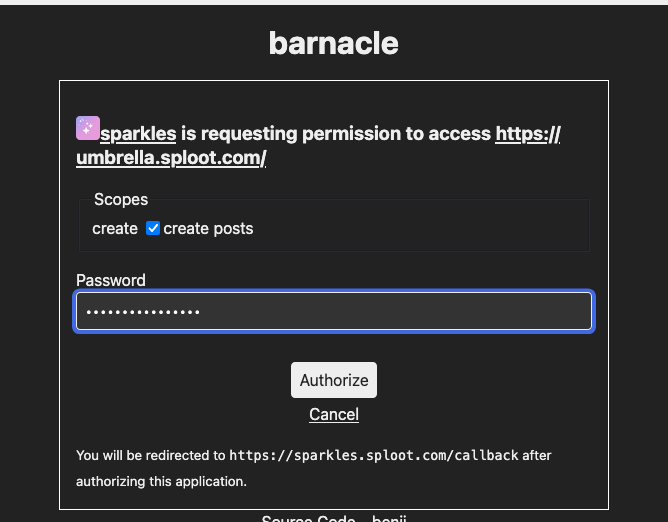 barnacle
sparkles is requesting permission to access https://
umbrella.sploot.com/
Scopes
create create posts
Password
Authorize
Cancel
You will be redirected to https://sparkles.sploot.com/callback after
authorizing this application.
Source Code - benji